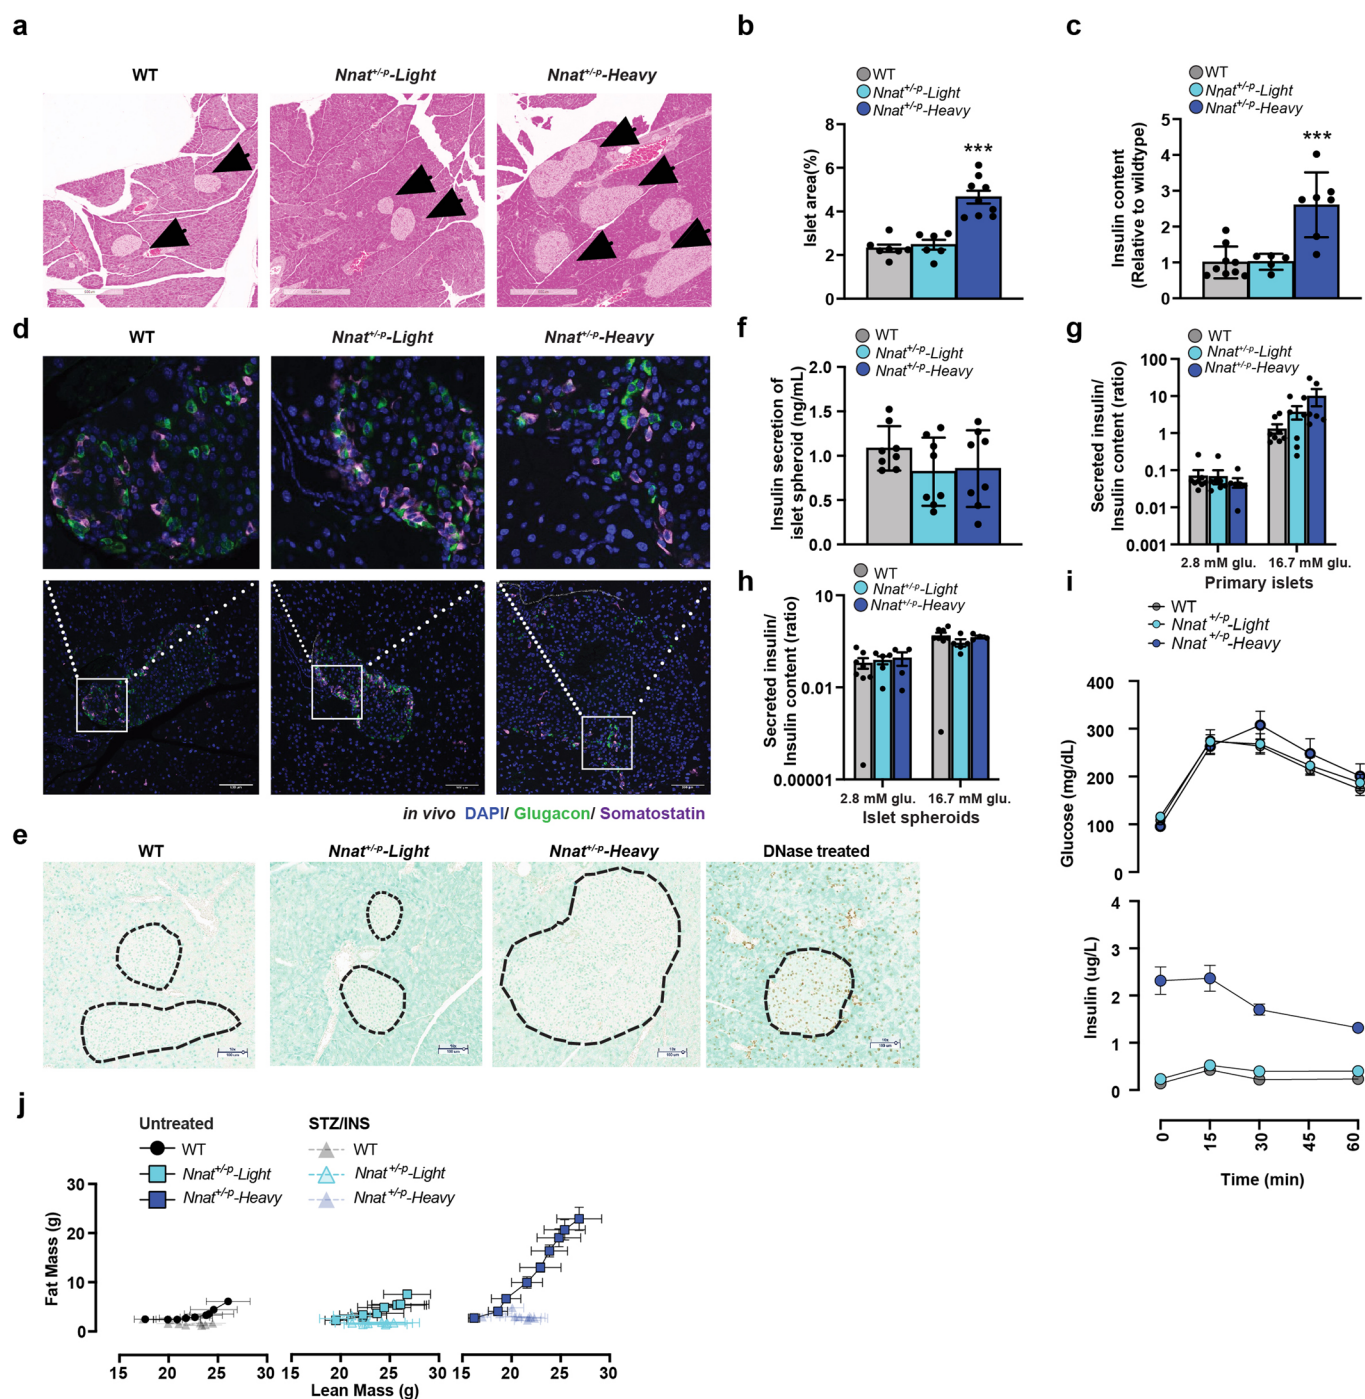 a
WT
Nnat+/-p-Light
Nnat+/-p-Heavy
b
WT
Nnat+/-p-Light
Nnat+/-p-Heavy
Islet area(%)
8
6
4
2
0
***
c
WT
Nnat+/-p-Light
Nnat+/-p-Heavy
Insulin content
(Relative to wildtype)
5
4
3
2
1
0
***
d
WT
Nnat+/-p-Light
Nnat+/-p-Heavy
in vivo DAPI/ Glugacon/ Somatostatin
e
WT
Nnat+/-p-Light
Nnat+/-p-Heavy
DNase treated
f
WT
Nnat+/-p-Light
Nnat+/-p-Heavy
Insulin secretion of
islet spheroid (ng/mL)
2.0
1.5
1.0
0.5
0.0
g
WT
Nnat+/-p-Light
Nnat+/-p-Heavy
Secreted insulin/
Insulin content (ratio)
100
10
1
0.1
0.01
0.001
2.8 mM glu.
16.7 mM glu.
Primary islets
h
WT
Nnat+/-p-Light
Nnat+/-p-Heavy
Secreted insulin/
Insulin content (ratio)
10
0.01
0.00001
2.8 mM glu.
16.7 mM glu.
Islet spheroids
i
WT
Nnat+/-p-Light
Nnat+/-p-Heavy
Glucose (mg/dL)
400
300
200
100
0
Insulin (ug/L)
4
3
2
1
0
0
15
30
45
60
Time (min)
j
Untreated
WT
Nnat+/-p-Light
Nnat+/-p-Heavy
STZ/INS
WT
Nnat+/-p-Light
Nnat+/-p-Heavy
Fat Mass (g)
30
20
10
0
15 20 25 30
15 20 25 30
15 20 25 30
Lean Mass (g)